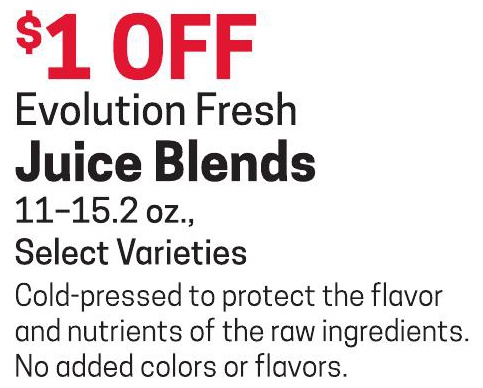 $1 OFF
Evolution Fresh
Juice Blends
11–15.2 oz.,
Select Varieties
Cold-pressed to protect the flavor
and nutrients of the raw ingredients.
No added colors or flavors.